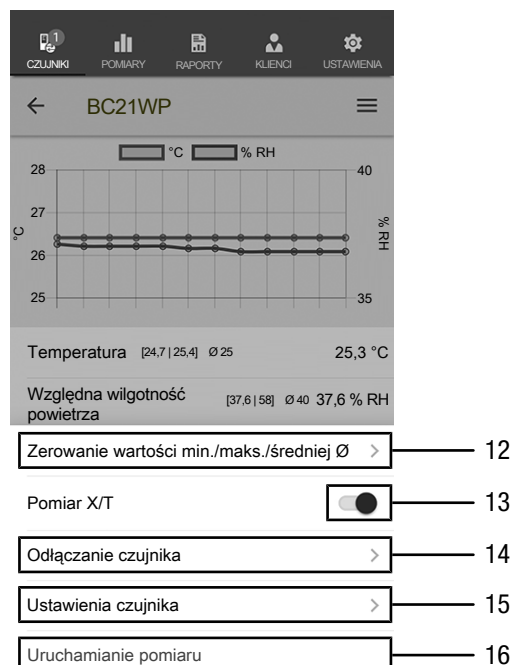 1
CZUJNIKI POMIARY RAPORTY KLIENCI USTAWIENIA
BC21WP
°C % RH
28 40
27
°C % RH
26
25 35
Temperatura [24,7 | 25,4] Ø 25 25,3 °C
Względna wilgotność
powietrza [37,6 | 58] Ø 40 37,6 % RH
Zerowanie wartości min./maks./średniej Ø > 12
Pomiar X/T 13
Odłączanie czujnika > 14
Ustawienia czujnika > 15
Uruchamianie pomiaru 16